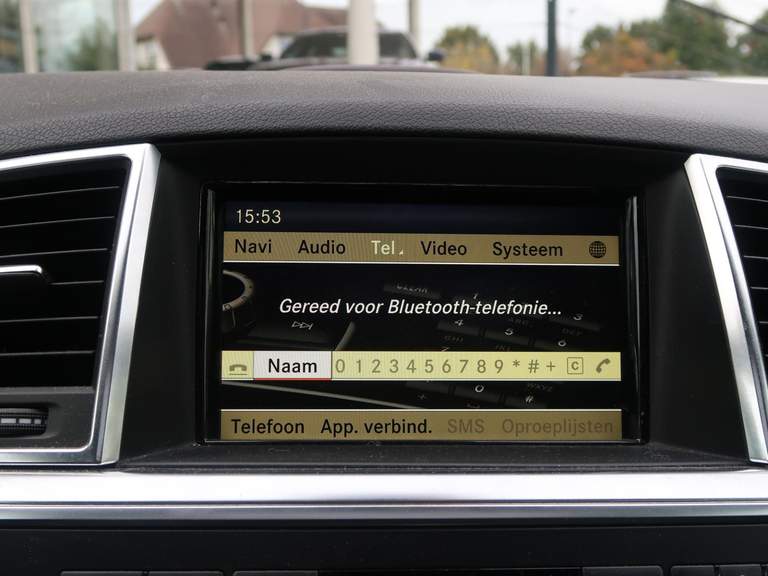 15:53
Navi Audio Tel Video Systeem
Gereed voor Bluetooth-telefonie...
Naam 0 1 2 3 4 5 6 7 8 9 * # + C
Telefoon App. verbind. SMS Oproeplijsten